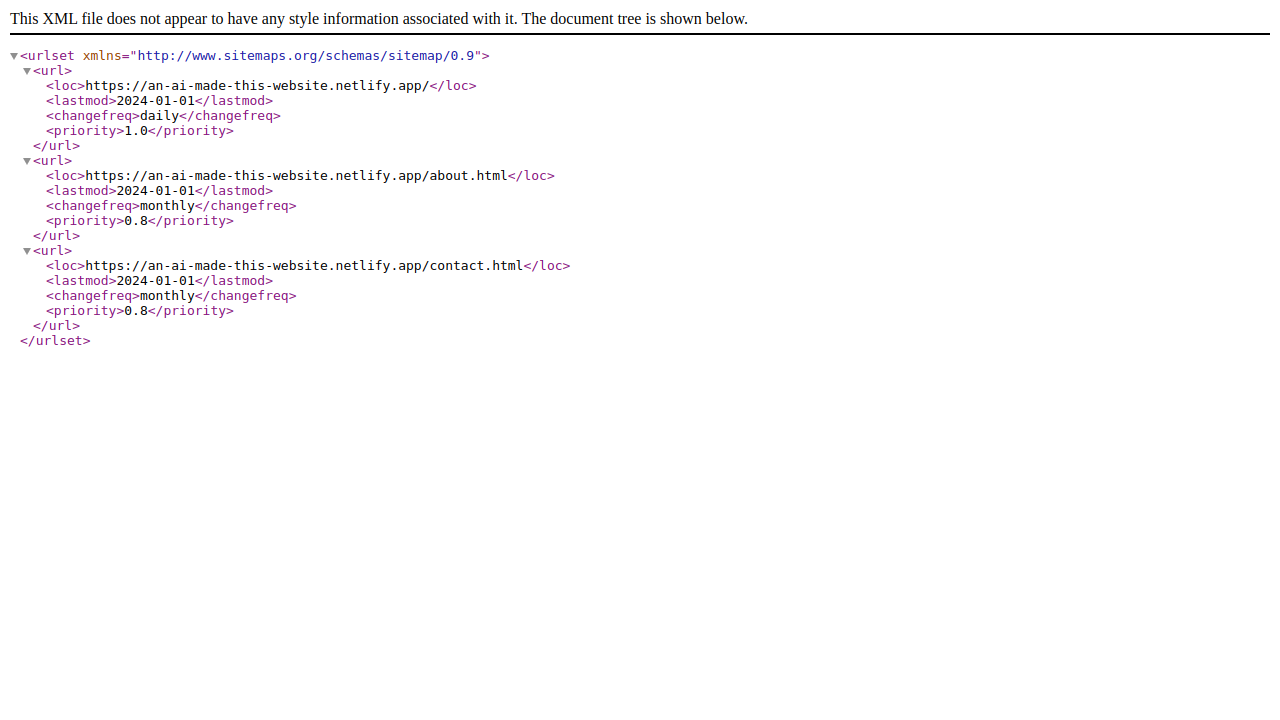 This XML file does not appear to have any style information associated with it. The document tree is shown below.
<urlset xmlns="http://www.sitemaps.org/schemas/sitemap/0.9">
<url>
<loc>https://an-ai-made-this-website.netlify.app/</loc>
<lastmod>2024-01-01</lastmod>
<changefreq>daily</changefreq>
<priority>1.0</priority>
</url>
<url>
<loc>https://an-ai-made-this-website.netlify.app/about.html</loc>
<lastmod>2024-01-01</lastmod>
<changefreq>monthly</changefreq>
<priority>0.8</priority>
</url>
<url>
<loc>https://an-ai-made-this-website.netlify.app/contact.html</loc>
<lastmod>2024-01-01</lastmod>
<changefreq>monthly</changefreq>
<priority>0.8</priority>
</url>
</urlset>